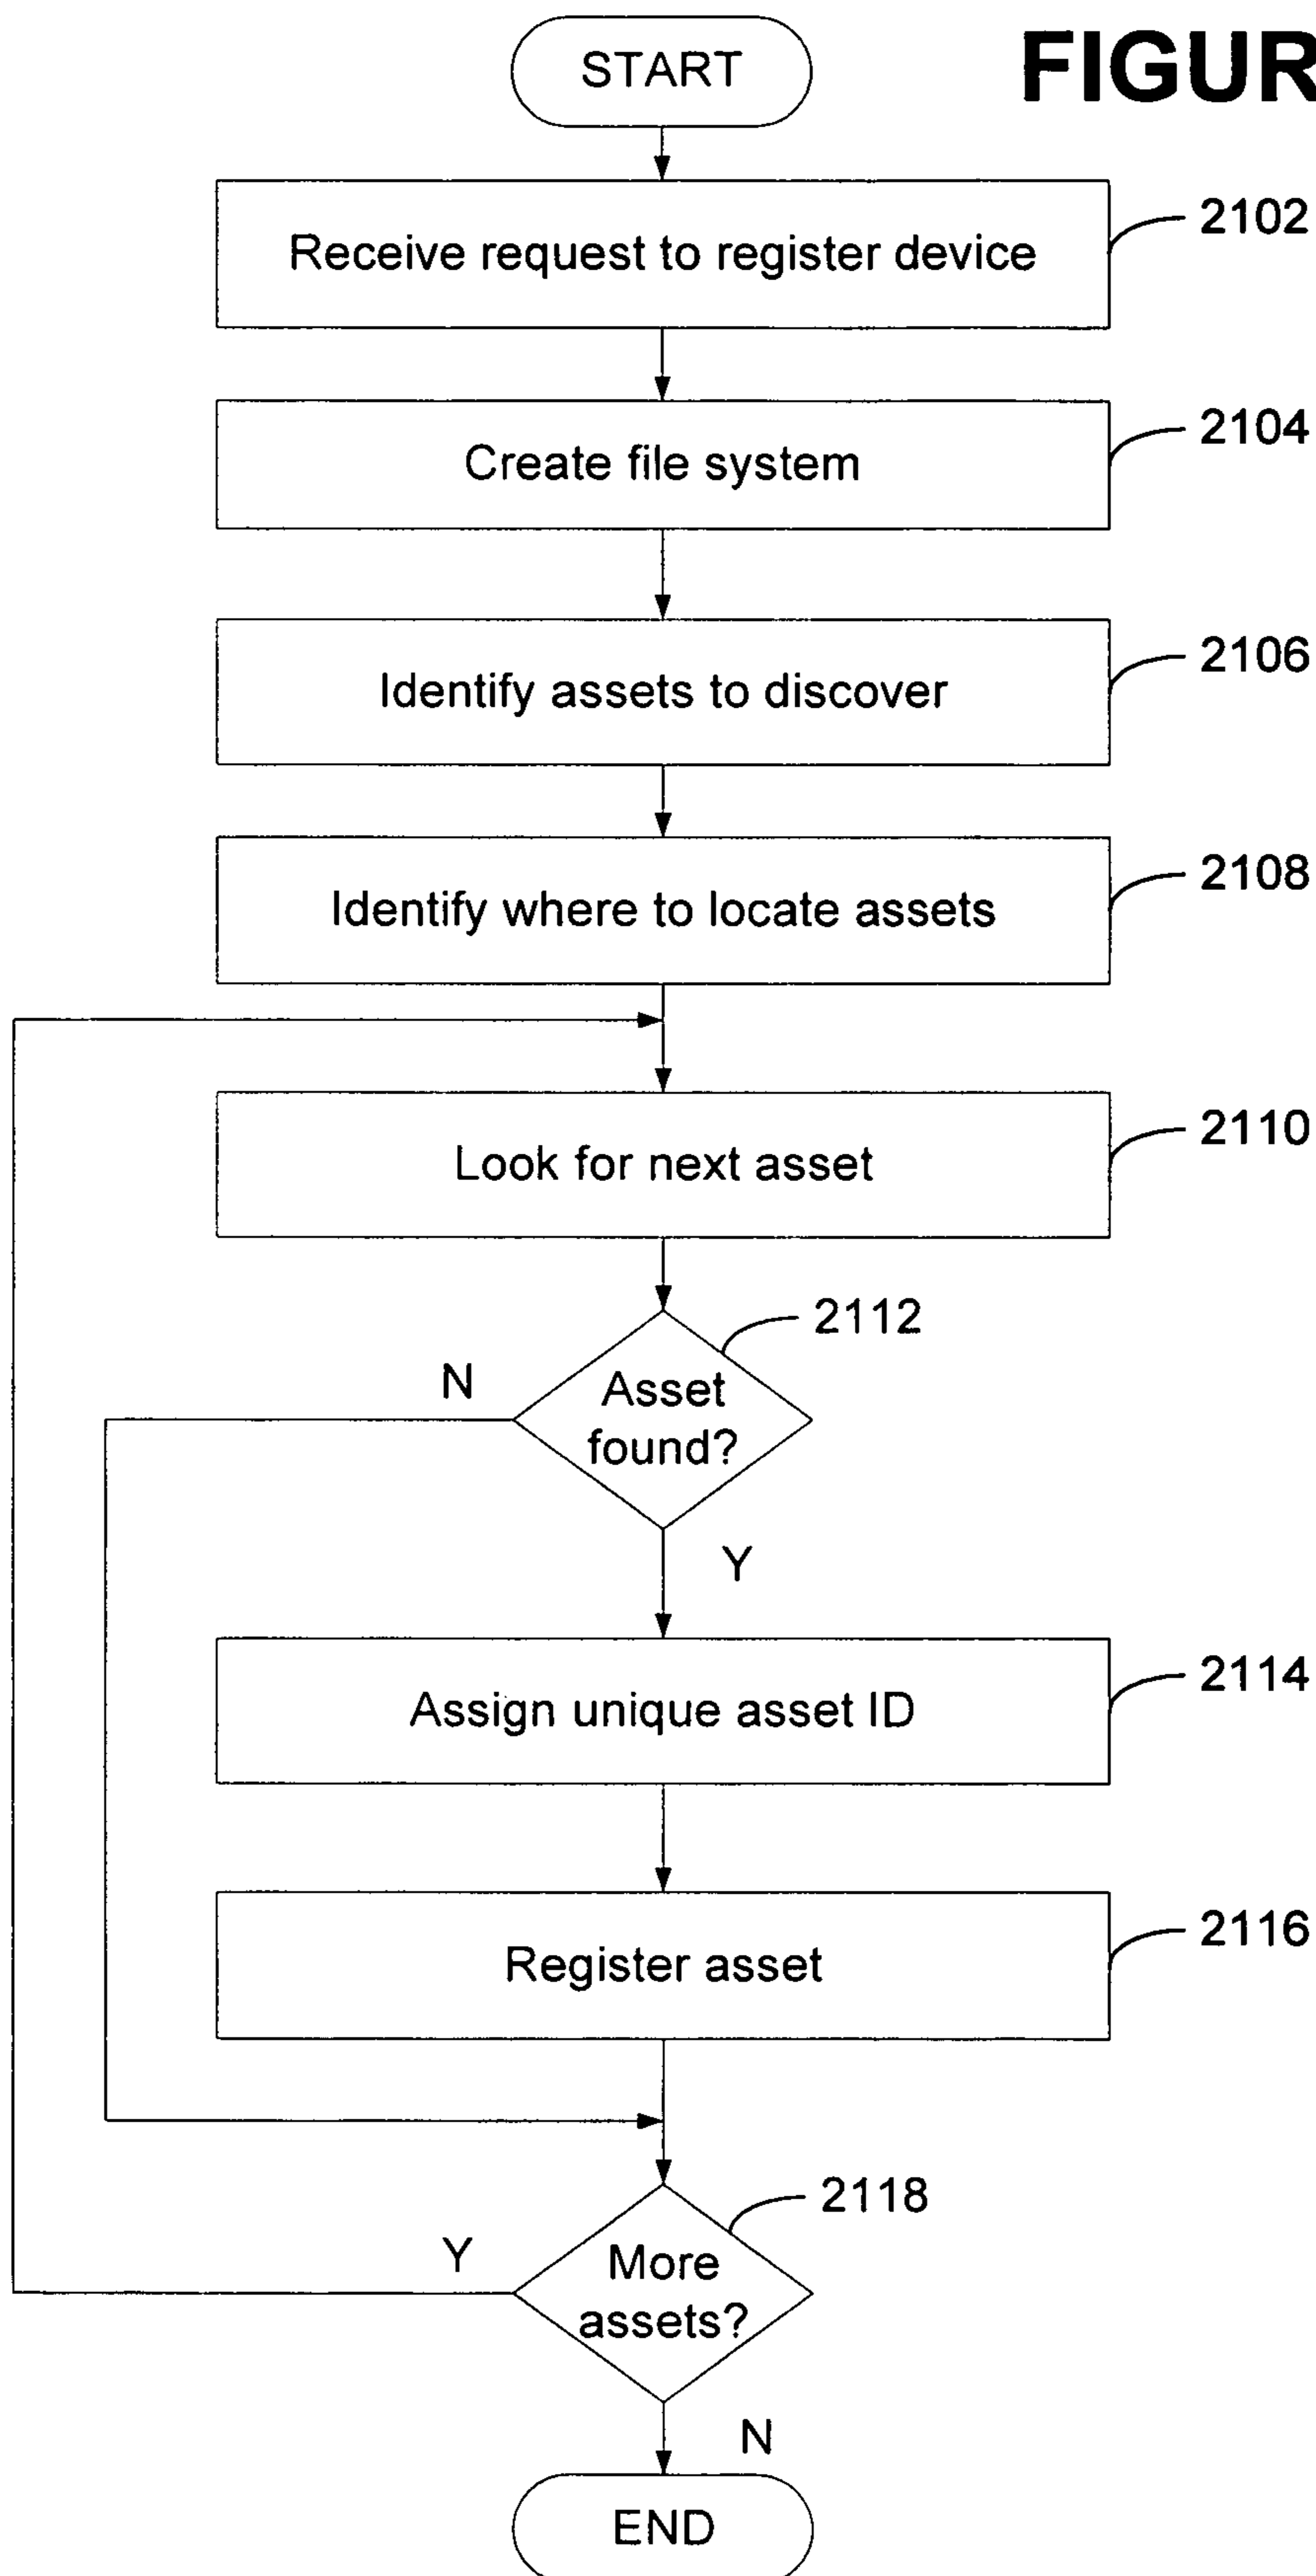 START
FIGUR
Receive request to register device
2102
Create file system
2104
Identify assets to discover
2106
Identify where to locate assets
2108
Look for next asset
2110
2112
N
Asset
found?
Y
Assign unique asset ID
2114
Register asset
2116
2118
Y
More
assets?
N
END